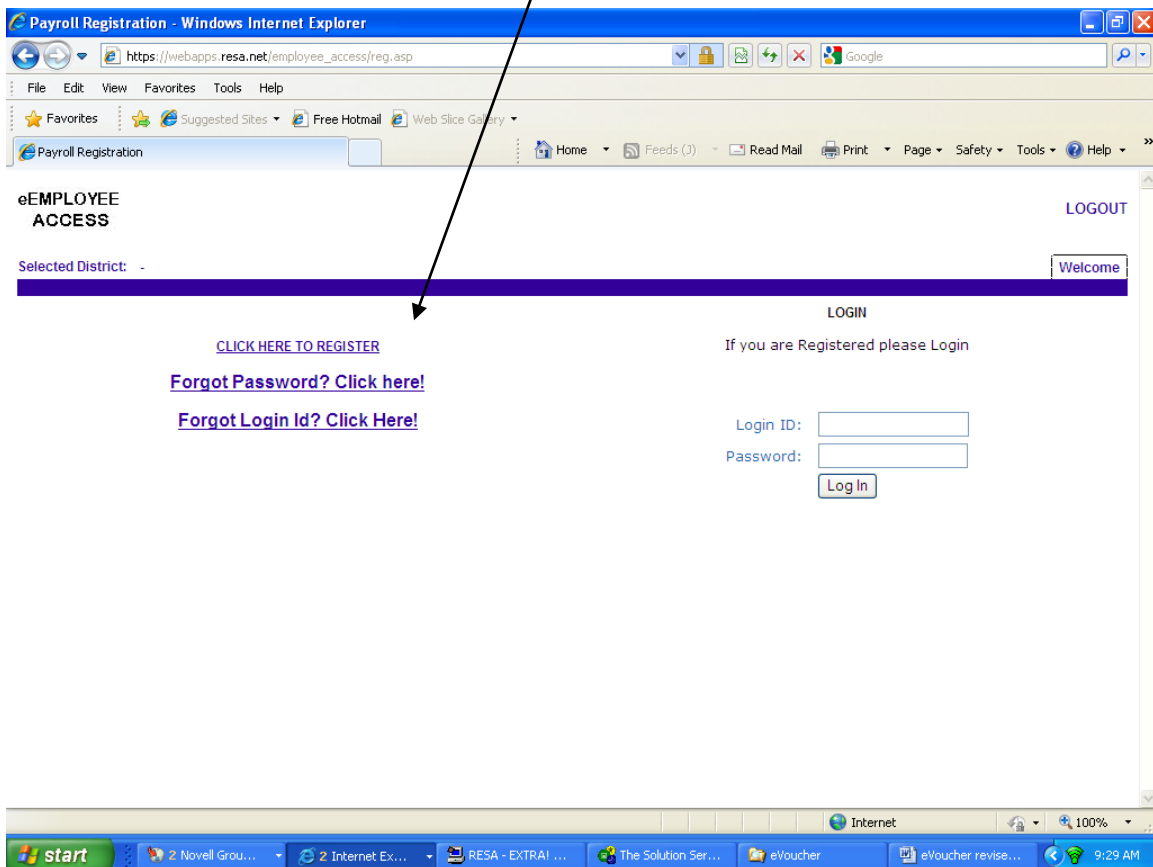 Payroll Registration - Windows Internet Explorer
https://webapps.resa.net/employee_access/reg.asp
Google
File Edit View Favorites Tools Help
Favorites Suggested Sites Free Hotmail Web Slice Gallery
Payroll Registration Home Feeds (J) Read Mail Print Page Safety Tools Help »
eEMPLOYEE
ACCESS
LOGOUT
Selected District: - Welcome
LOGIN
CLICK HERE TO REGISTER If you are Registered please Login
Forgot Password? Click here!
Forgot Login Id? Click Here!
Login ID:
Password:
Log In
Internet 100%
start 2 Novell Grou... 2 Internet Ex... RESA - EXTRA! ... The Solution Ser... eVoucher eVoucher revise... 9:29 AM